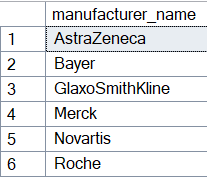 manufacturer_name
1 AstraZeneca
2 Bayer
3 GlaxoSmithKline
4 Merck
5 Novartis
6 Roche